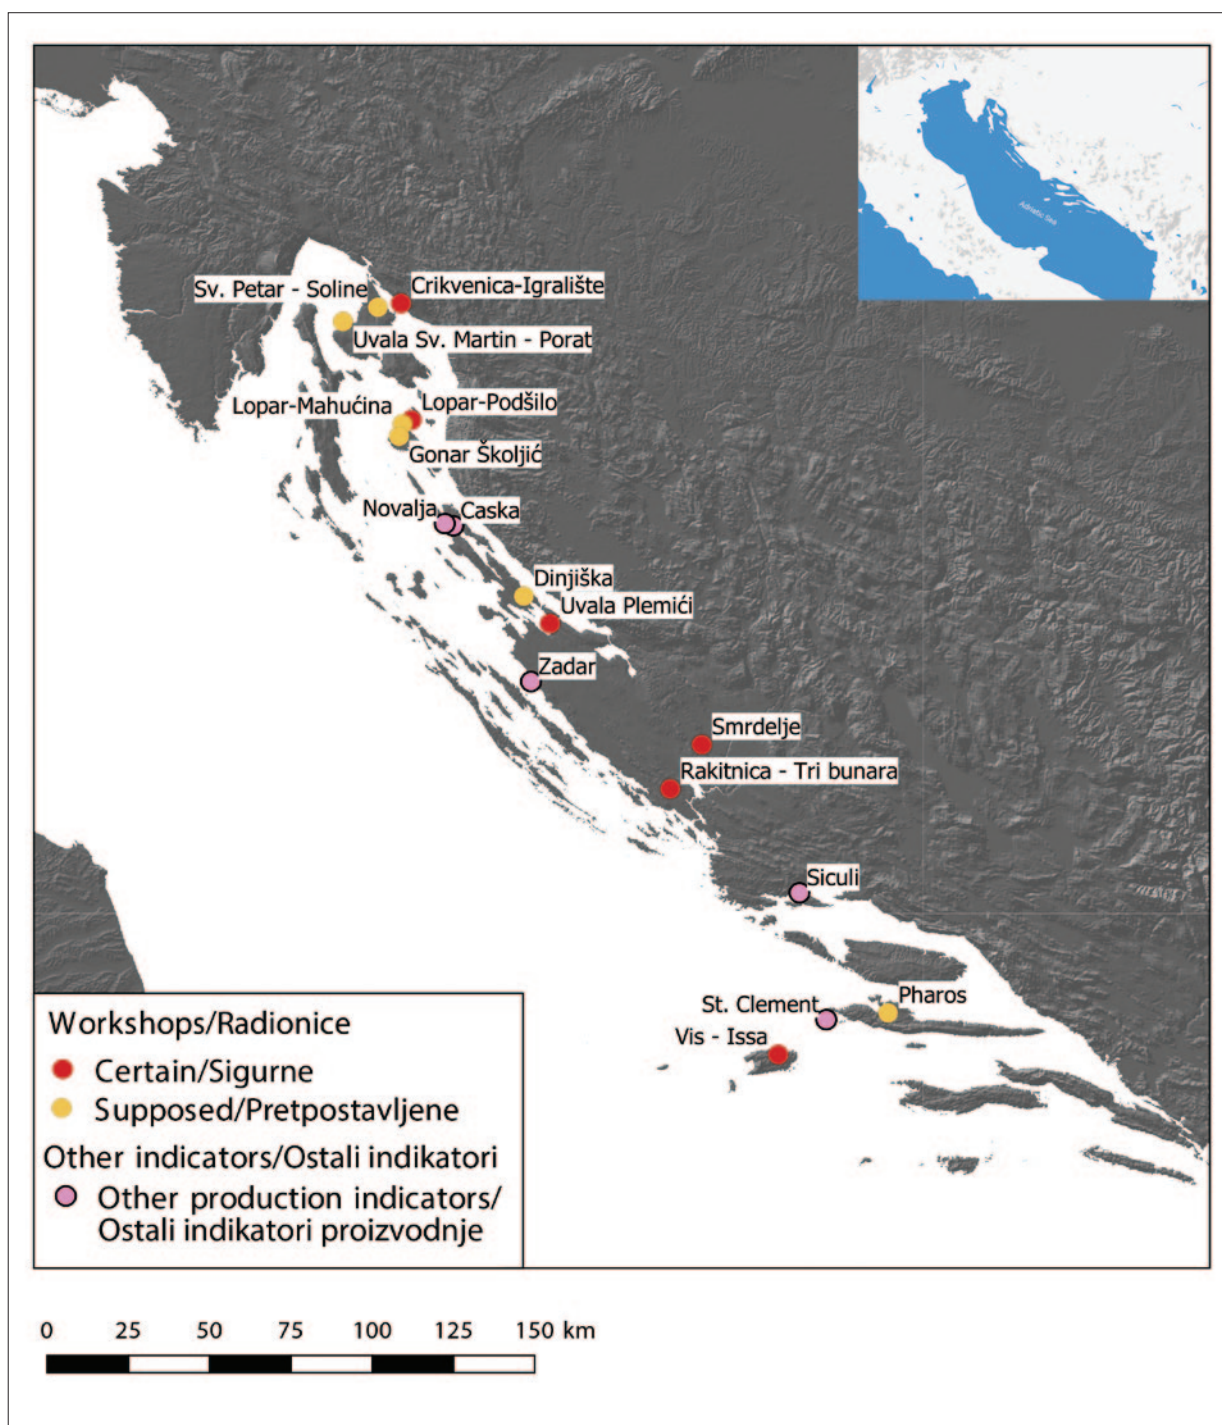 Adriatic Sea
Sv. Petar - Soline
Crikvenica-Igralište
Uvala Sv. Martin - Porat
Lopar-Mahućina
Lopar-Podšilo
Gonar Školjić
Novalja
Caska
Dinjiška
Uvala Plemići
Zadar
Smrdelje
Rakitnica - Tri bunara
Siculi
St. Clement
Pharos
Vis - Issa
Workshops/Radionice
Certain/Sigurne
Supposed/Pretpostavljene
Other indicators/Ostali indikatori
Other production indicators/
Ostali indikatori proizvodnje
0 25 50 75 100 125 150 km